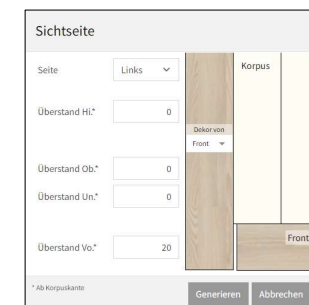 Sichtseite
Seite Links Korpus
Überstand Hi.* 0
Dekor von
Front
Überstand Ob.* 0
Überstand Un.* 0
Überstand Vo.* 20 Front
* Ab Korpuskante
Generieren Abbrechen